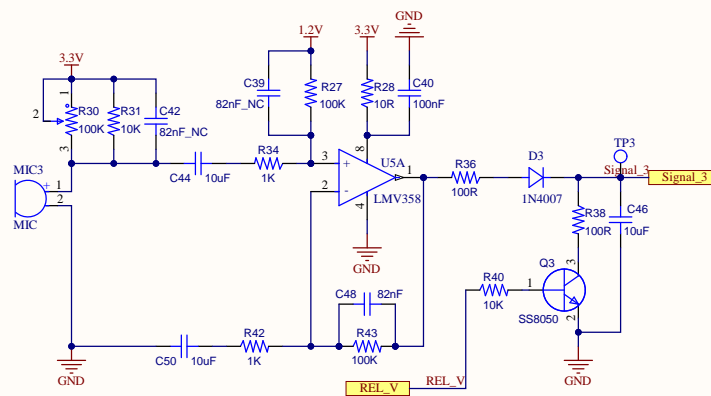 GND
1.2V
3.3V
3.3V
C39
82nF_NC
R27
100K
R28
10R
C40
100nF
1
2
R30
100K
3
R31
10K
C42
82nF_NC
TP3
R34
1K
C44
10uF
3
+
8
U5A
1
2
-
4
LMV358
GND
R36
100R
D3
1N4007
Signal_3
Signal_3
MIC3
+
1
2
MIC
R38
100R
C46
10uF
C48
82nF
R43
100K
R40
10K
Q3
3
1
2
SS8050
C50
10uF
R42
1K
GND
GND
REL_V
REL_V